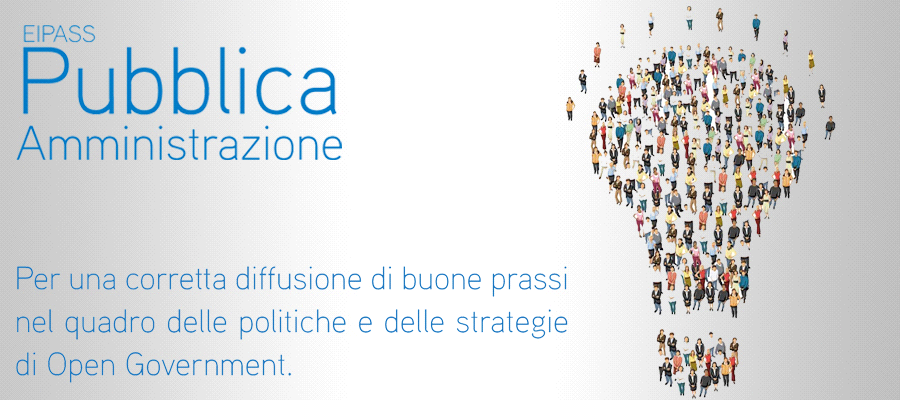 EIPASS
Pubblica
Amministrazione
Per una corretta diffusione di buone prassi
nel quadro delle politiche e delle strategie
di Open Government.